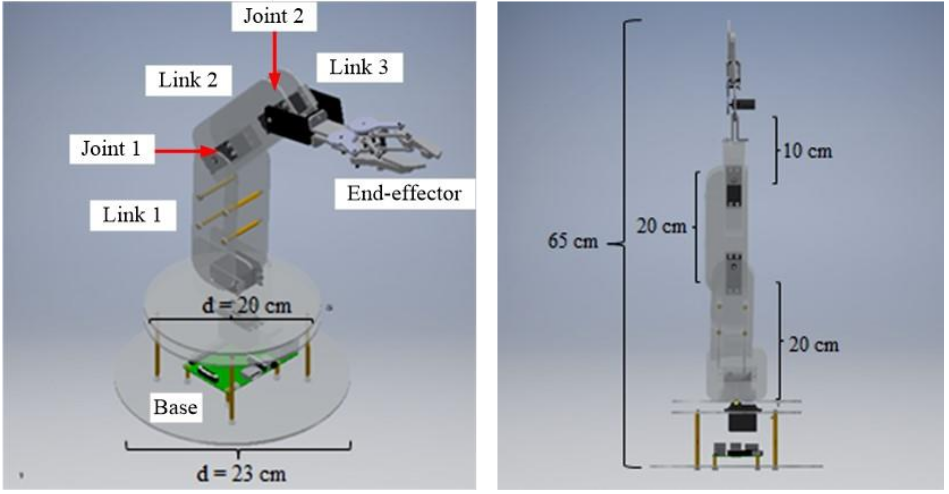 Joint 2
Link 2
Link 3
Joint 1
Link 1
End-effector
d = 20 cm
Base
d = 23 cm
10 cm
20 cm
65 cm
20 cm